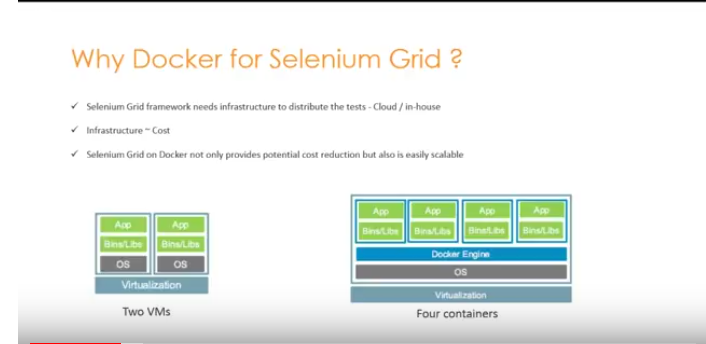 Why Docker for Selenium Grid ?
✓ Selenium Grid framework needs infrastructure to distribute the tests - Cloud / in-house
✓ Infrastructure ~ Cost
✓ Selenium Grid on Docker not only provides potential cost reduction but also is easily scalable
App App
Bins/Libs Bins/Libs
OS OS
Virtualization
Two VMs
App App App App
Bins/Libs Bins/Libs Bins/Libs Bins/Libs
Docker Engine
OS
Virtualization
Four containers